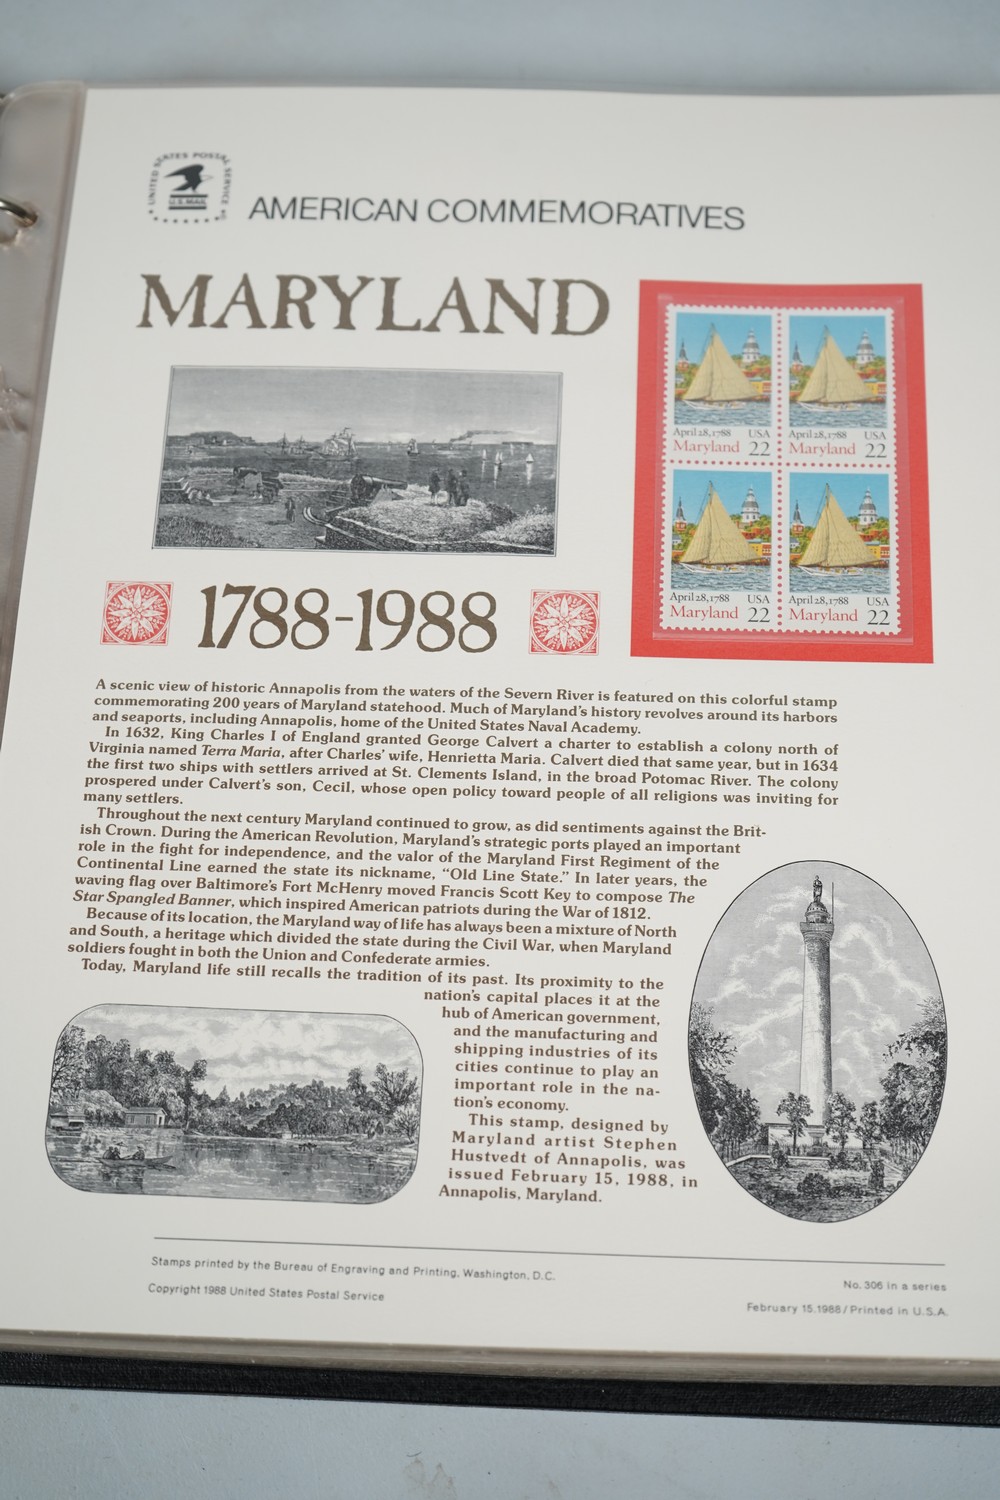 UNITED STATES POSTAL SERVICE
U.S.MAIL
AMERICAN COMMEMORATIVES
MARYLAND
April 28, 1788 USA
Maryland 22
April 28, 1788 USA
Maryland 22
April 28, 1788 USA
Maryland 22
April 28, 1788 USA
Maryland 22
1788-1988
A scenic view of historic Annapolis from the waters of the Severn River is featured on this colorful stamp
commemorating 200 years of Maryland statehood. Much of Maryland's history revolves around its harbors
and seaports, including Annapolis, home of the United States Naval Academy.
In 1632, King Charles I of England granted George Calvert a charter to establish a colony north of
Virginia named Terra Maria, after Charles' wife, Henrietta Maria. Calvert died that same year, but in 1634
the first two ships with settlers arrived at St. Clements Island, in the broad Potomac River. The colony
prospered under Calvert's son, Cecil, whose open policy toward people of all religions was inviting for
many settlers.
Throughout the next century Maryland continued to grow, as did sentiments against the Brit-
ish Crown. During the American Revolution, Maryland's strategic ports played an important
role in the fight for independence, and the valor of the Maryland First Regiment of the
Continental Line earned the state its nickname, "Old Line State." In later years, the
waving flag over Baltimore's Fort McHenry moved Francis Scott Key to compose The
Star Spangled Banner, which inspired American patriots during the War of 1812.
Because of its location, the Maryland way of life has always been a mixture of North
and South, a heritage which divided the state during the Civil War, when Maryland
soldiers fought in both the Union and Confederate armies.
Today, Maryland life still recalls the tradition of its past. Its proximity to the
nation's capital places it at the
hub of American government,
and the manufacturing and
shipping industries of its
cities continue to play an
important role in the na-
tion's economy.
This stamp, designed by
Maryland artist Stephen
Hustvedt of Annapolis, was
issued February 15, 1988, in
Annapolis, Maryland.
Stamps printed by the Bureau of Engraving and Printing, Washington, D.C.
Copyright 1988 United States Postal Service
No. 306 in a series
February 15, 1988/Printed in U.S.A.